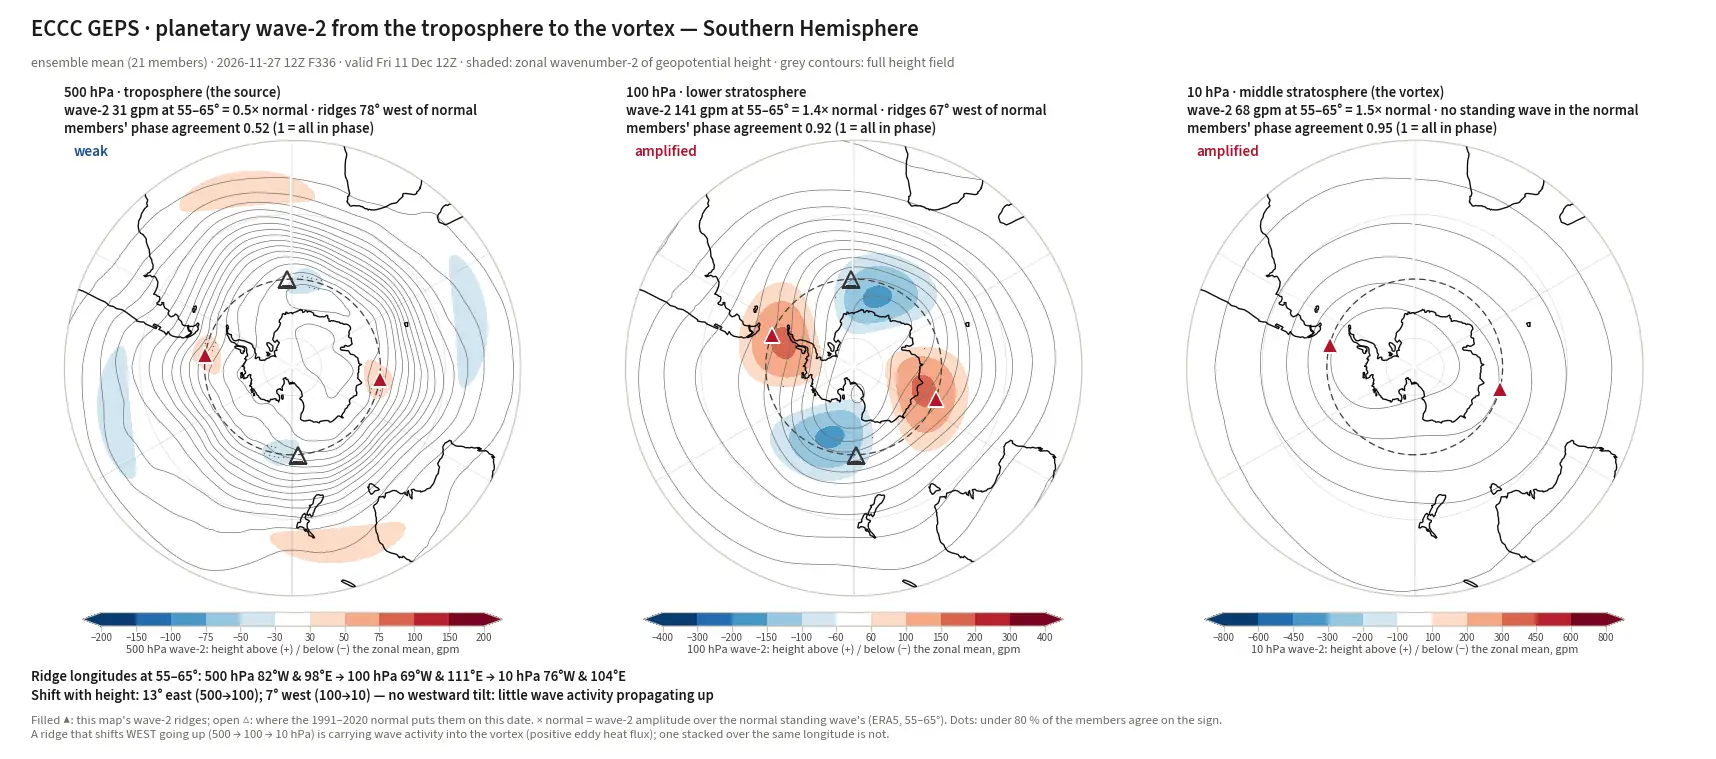 ECCC GEPS · planetary wave-2 from the troposphere to the vortex — Southern Hemisphere
ensemble mean (21 members) · 2026-11-27 12Z F336 · valid Fri 11 Dec 12Z · shaded: zonal wavenumber-2 of geopotential height · grey contours: full height field
500 hPa · troposphere (the source)
wave-2 31 gpm at 55–65° = 0.5× normal · ridges 78° west of normal
members' phase agreement 0.52 (1 = all in phase)
weak
100 hPa · lower stratosphere
wave-2 141 gpm at 55–65° = 1.4× normal · ridges 67° west of normal
members' phase agreement 0.92 (1 = all in phase)
amplified
10 hPa · middle stratosphere (the vortex)
wave-2 68 gpm at 55–65° = 1.5× normal · no standing wave in the normal
members' phase agreement 0.95 (1 = all in phase)
amplified
−200 −150 −100 −75 −50 −30 30 50 75 100 150 200
500 hPa wave-2: height above (+) / below (−) the zonal mean, gpm
−400 −300 −200 −150 −100 −60 60 100 150 200 300 400
100 hPa wave-2: height above (+) / below (−) the zonal mean, gpm
−800 −600 −450 −300 −200 −100 100 200 300 450 600 800
10 hPa wave-2: height above (+) / below (−) the zonal mean, gpm
Ridge longitudes at 55–65°: 500 hPa 82°W & 98°E → 100 hPa 69°W & 111°E → 10 hPa 76°W & 104°E
Shift with height: 13° east (500→100); 7° west (100→10) — no westward tilt: little wave activity propagating up
Filled ▲: this map's wave-2 ridges; open △: where the 1991–2020 normal puts them on this date. × normal = wave-2 amplitude over the normal standing wave's (ERA5, 55–65°). Dots: under 80 % of the members agree on the sign.
A ridge that shifts WEST going up (500 → 100 → 10 hPa) is carrying wave activity into the vortex (positive eddy heat flux); one stacked over the same longitude is not.